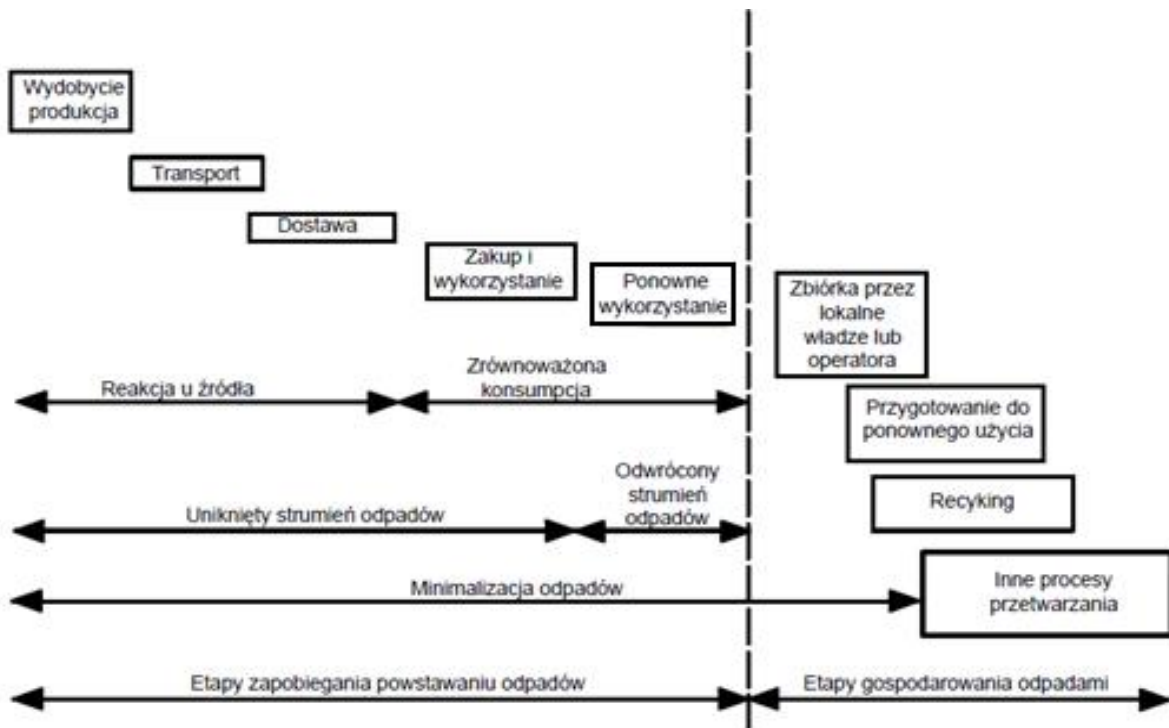 Wydobycie
produkcja
Transport
Dostawa
Zakup i
wykorzystanie
Ponowne
wykorzystanie
Zbiórka przez
lokalne
władze lub
operatora
Reakcja u źródła
Zrównoważona
konsumpcja
Przygotowanie do
ponownego użycia
Uniknięty strumień odpadów
Odwrócony
strumień
odpadów
Recyking
Minimalizacja odpadów
Inne procesy
przetwarzania
Etapy zapobiegania powstawaniu odpadów
Etapy gospodarowania odpadami